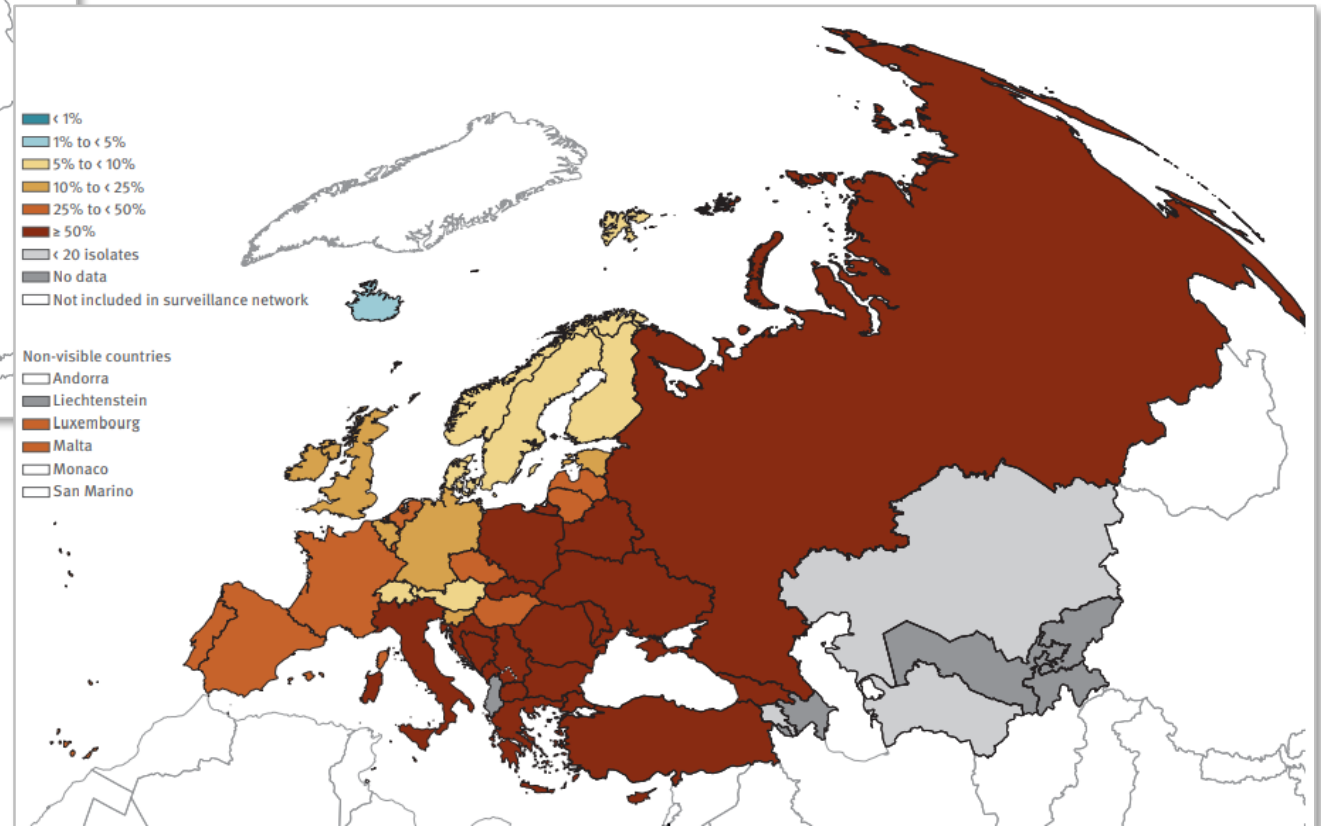 < 1%
1% to < 5%
5% to < 10%
10% to < 25%
25% to < 50%
≥ 50%
< 20 isolates
No data
Not included in surveillance network
Non-visible countries
Andorra
Liechtenstein
Luxembourg
Malta
Monaco
San Marino